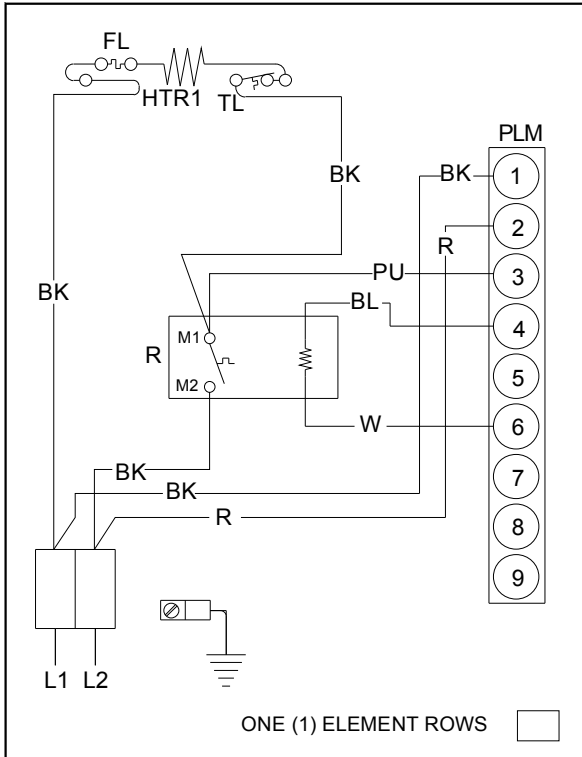 FL
HTR1
TL
PLM
BK
BK
1
2
R
PU
3
BK
BL
4
M1
R
5
M2
W
6
BK
7
BK
R
8
9
L1 L2
ONE (1) ELEMENT ROWS